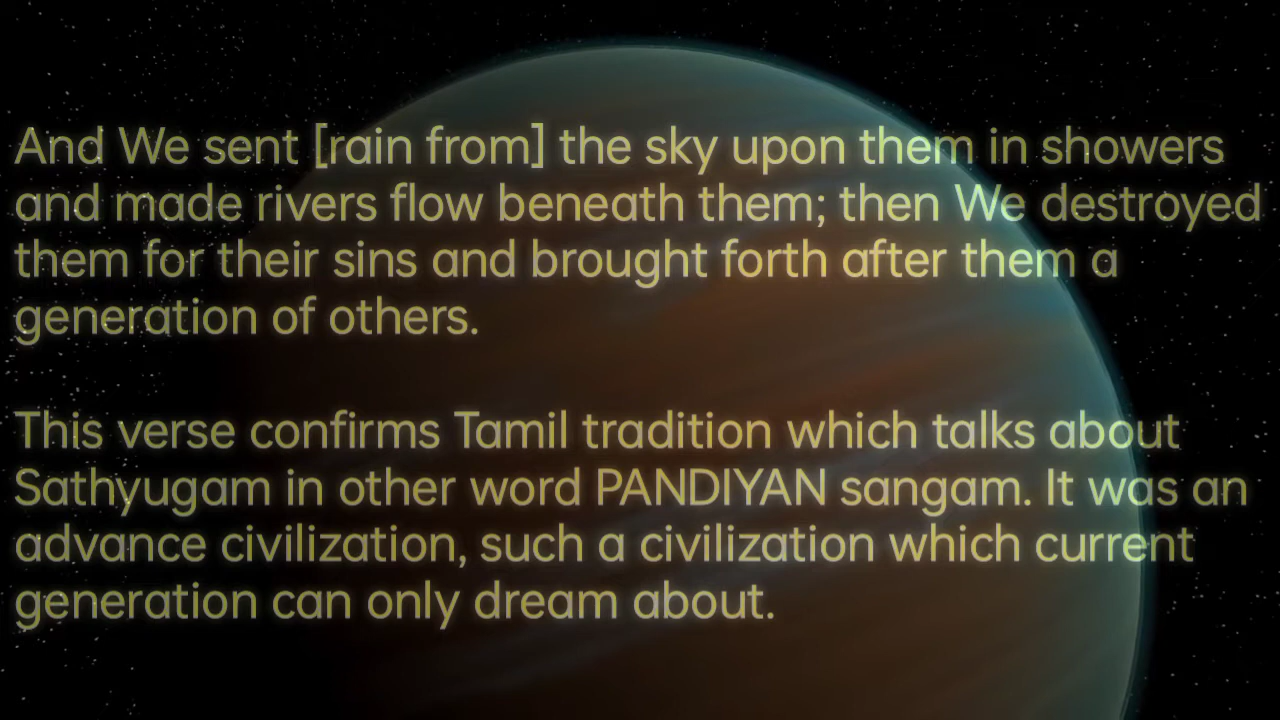 And We sent [rain from] the sky upon them in showers
and made rivers flow beneath them; then We destroyed
them for their sins and brought forth after them a
generation of others.
This verse confirms Tamil tradition which talks about
Sathyugam in other word PANDIYAN sangam. It was an
advance civilization, such a civilization which current
generation can only dream about.